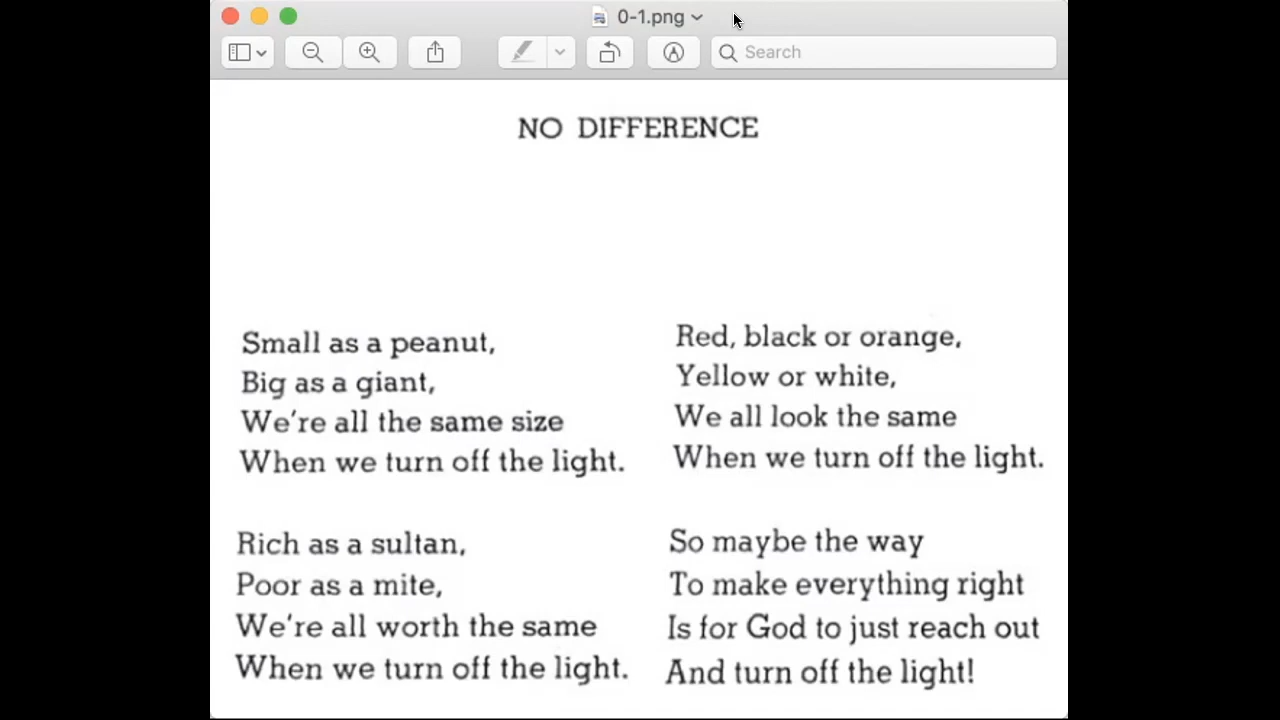 0-1.png
Search
NO DIFFERENCE
Small as a peanut,
Big as a giant,
We're all the same size
When we turn off the light.
Rich as a sultan,
Poor as a mite,
We're all worth the same
When we turn off the light.
Red, black or orange,
Yellow or white,
We all look the same
When we turn off the light.
So maybe the way
To make everything right
Is for God to just reach out
And turn off the light!